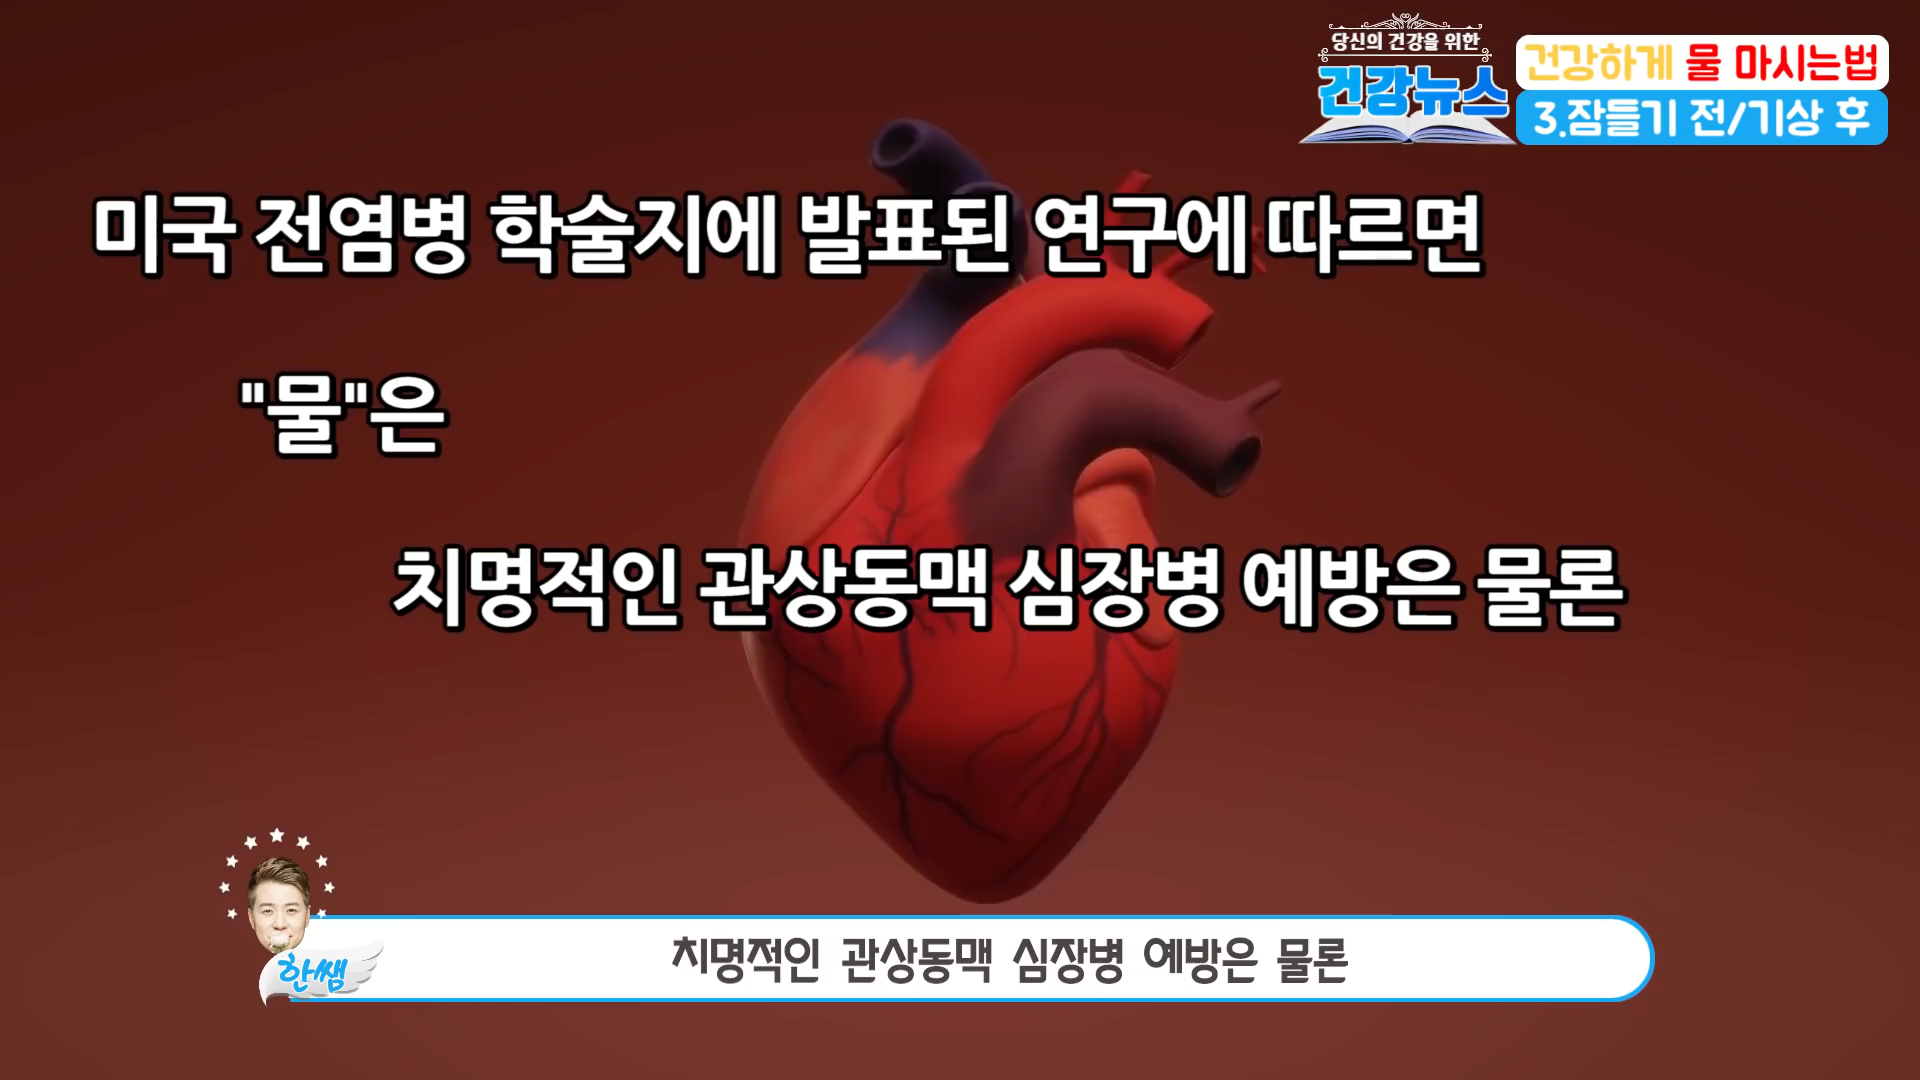 당신의 건강을 위한
건강뉴스
건강하게 물 마시는법
3.잠들기 전/기상 후
미국 전염병 학술지에 발표된 연구에 따르면
"물"은
치명적인 관상동맥 심장병 예방은 물론
한쌤
치명적인 관상동맥 심장병 예방은 물론